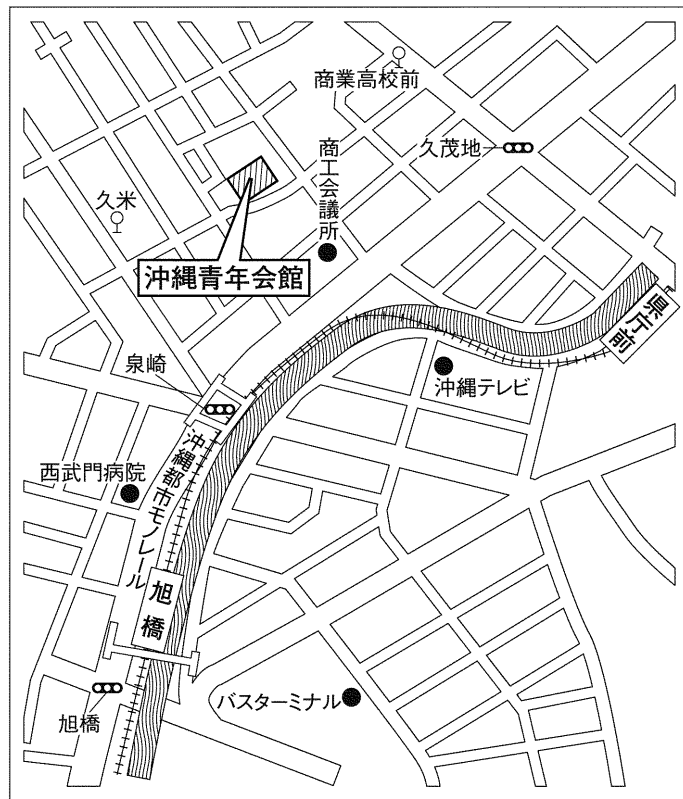 商業高校前
久茂地
商工会議所
久米
沖縄青年会館
県庁前
泉崎
沖縄テレビ
西武門病院
沖縄都市モノレール
旭橋
バスターミナル
旭橋